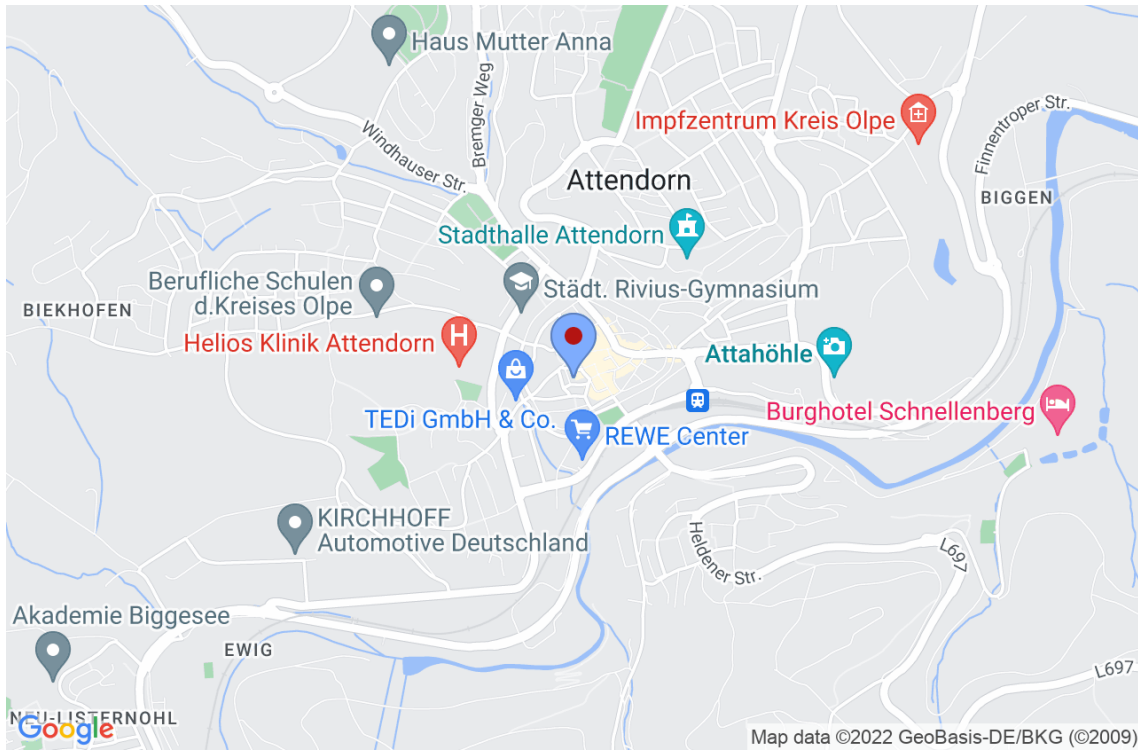 Haus Mutter Anna
Bremger Weg
Windhauser Str.
Impfzentrum Kreis Olpe
Finnentroper Str.
BIGGEN
Attendorn
Stadthalle Attendorn
Berufliche Schulen
d.Kreises Olpe
Städt. Rivius-Gymnasium
BIEKHOFEN
Helios Klinik Attendorn
H
Attahöhle
TEDi GmbH & Co.
REWE Center
Burghotel Schnellenberg
KIRCHHOFF
Automotive Deutschland
Heldener Str.
L697
Akademie Biggesee
EWIG
L697
NEU-LISTERNOHL
Google
Map data ©2022 GeoBasis-DE/BKG (©2009)